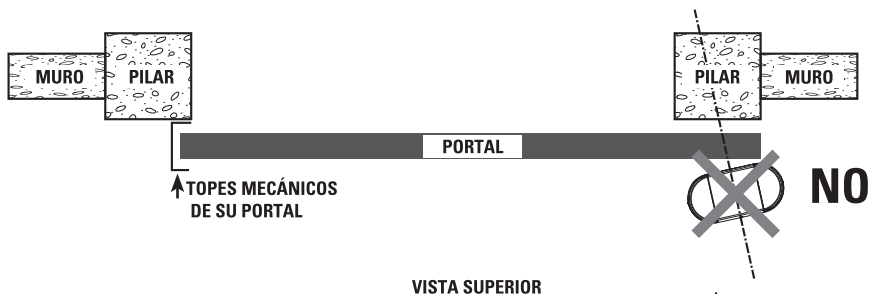 MURO
PILAR
PILAR
MURO
PORTAL
NO
TOPES MECÁNICOS
DE SU PORTAL
VISTA SUPERIOR